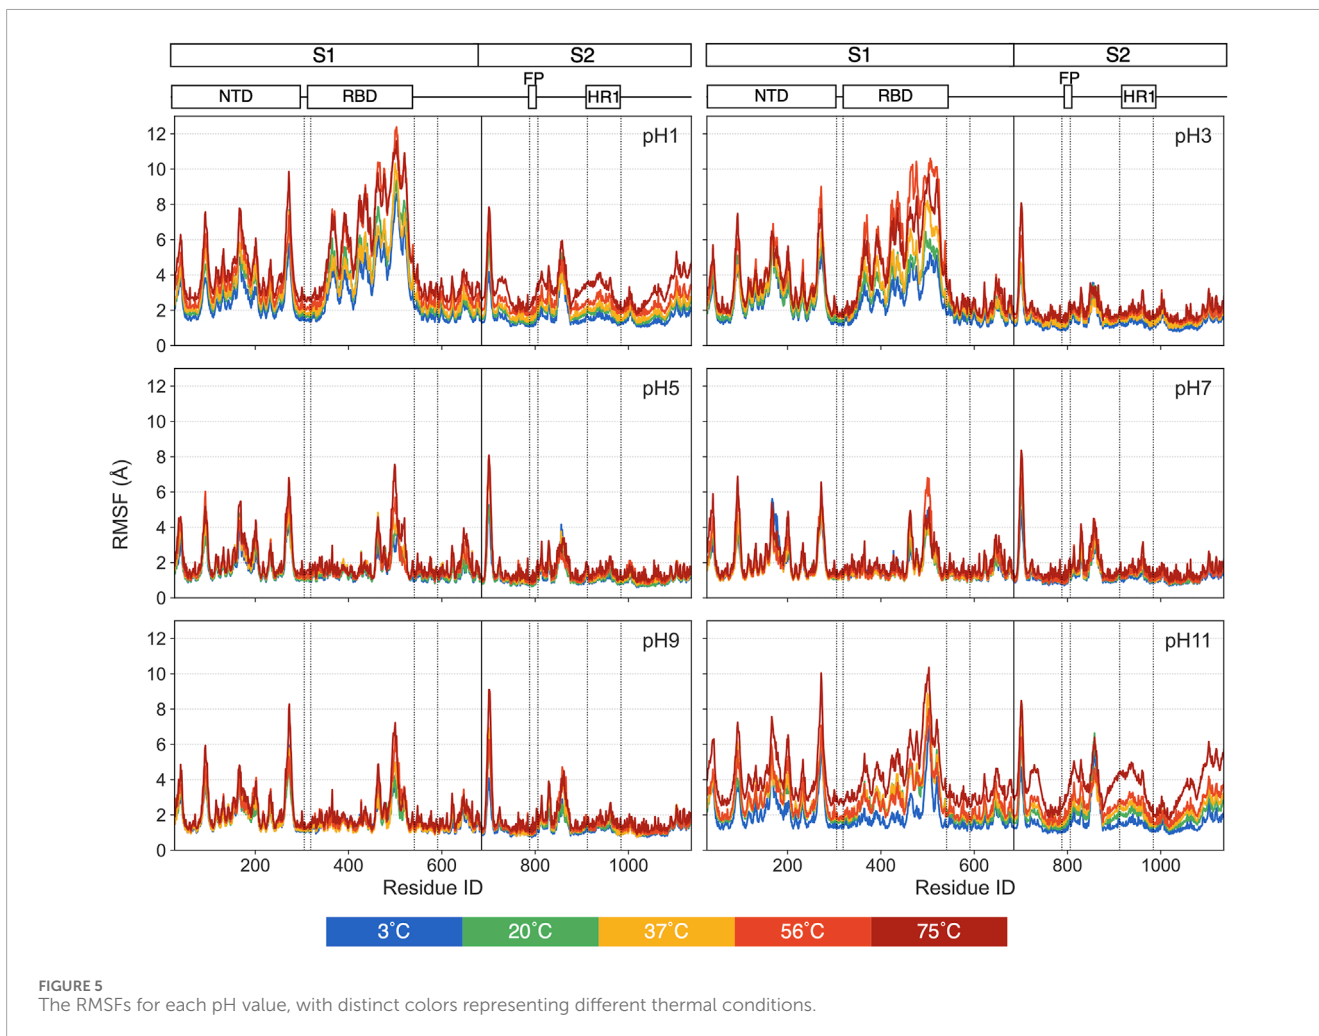 S1 S2 S1 S2
FP FP
NTD RBD HR1 NTD RBD HR1
pH1 pH3
12
10
8
6
4
2
0
pH5 pH7
12
10
8
6
4
2
0
RMSF (Å)
pH9 pH11
12
10
8
6
4
2
0
200 400 600 800 1000 200 400 600 800 1000
Residue ID Residue ID
3°C 20°C 37°C 56°C 75°C
FIGURE 5
The RMSFs for each pH value, with distinct colors representing different thermal conditions.